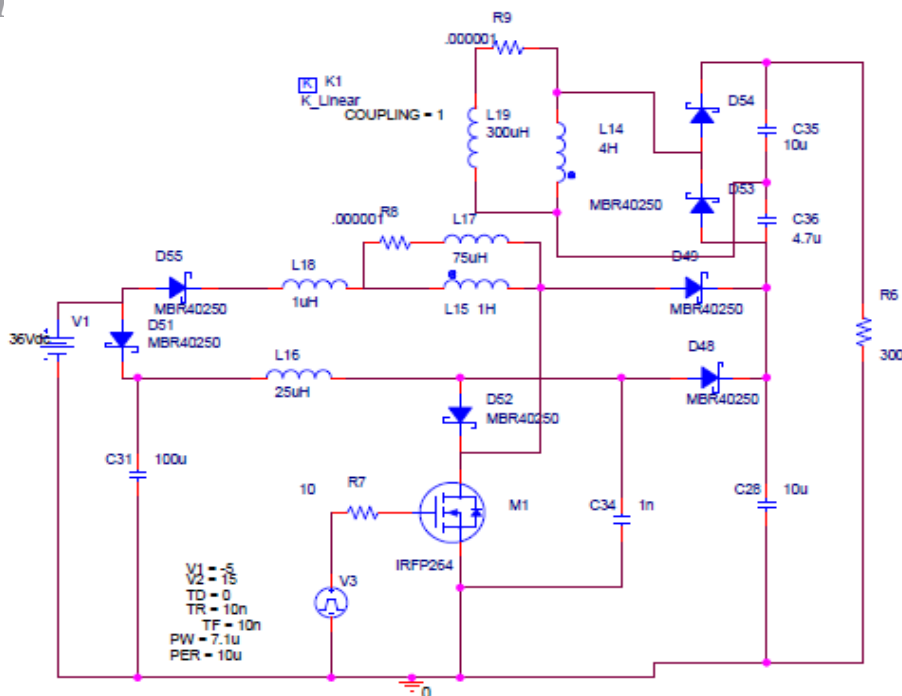 R9
.000001
K K1
K_Linear
COUPLING = 1
L19
300uH
L14
4H
D54
C35
10u
D53
MBR40250
C36
4.7u
R8
.000001
L17
75uH
D55
MBR40250
L18
1uH
L15 1H
D49
MBR40250
V1
36Vdc
D51
MBR40250
R6
300
L16
25uH
D48
MBR40250
D52
MBR40250
C31
100u
10
R7
M1
IRFP264
C34
1n
C28
10u
V3
V1 = -5
V2 = 15
TD = 0
TR = 10n
TF = 10n
PW = 7.1u
PER = 10u
0